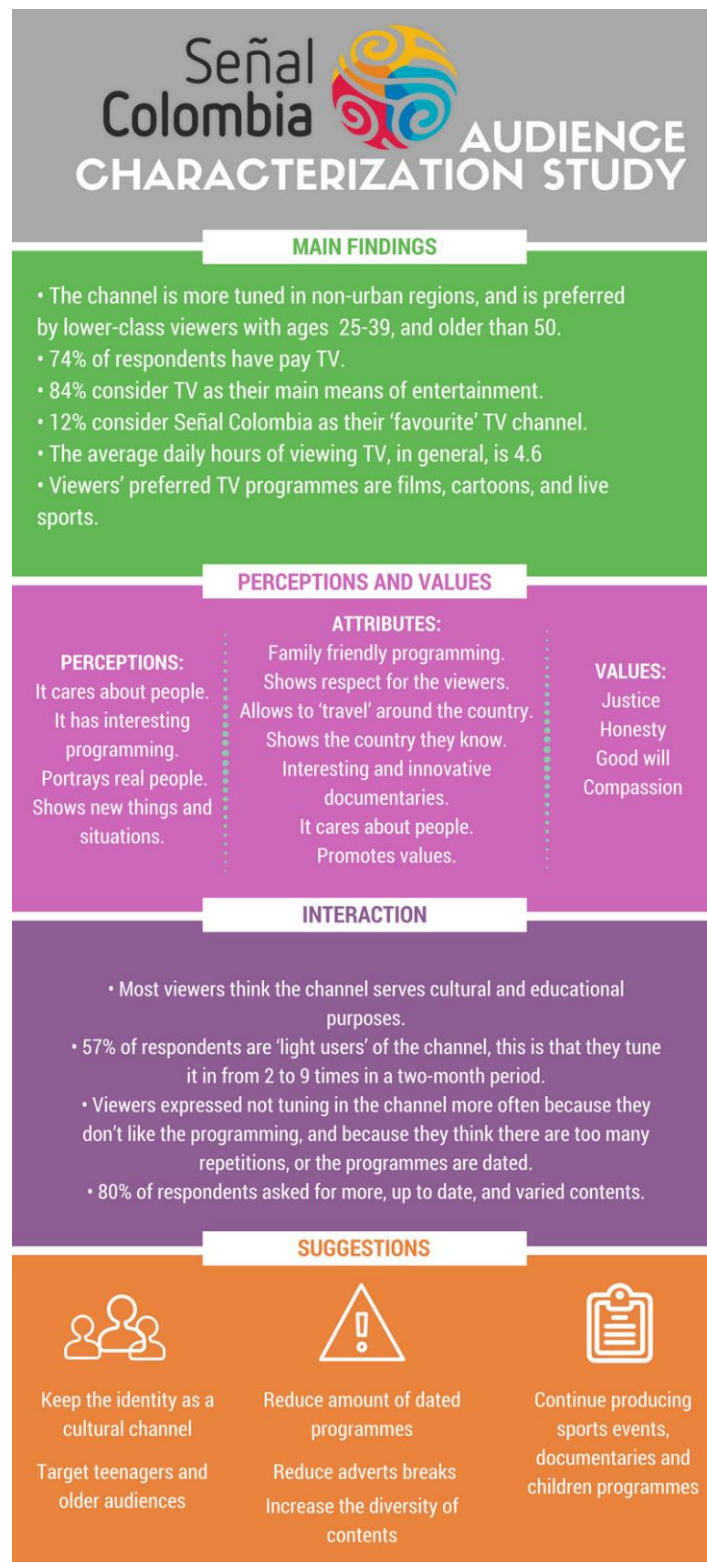 Señal
Colombia
AUDIENCE
CHARACTERIZATION STUDY
MAIN FINDINGS
• The channel is more tuned in non-urban regions, and is preferred
by lower-class viewers with ages 25-39, and older than 50.
• 74% of respondents have pay TV.
• 84% consider TV as their main means of entertainment.
• 12% consider Señal Colombia as their ‘favourite’ TV channel.
• The average daily hours of viewing TV, in general, is 4.6
• Viewers’ preferred TV programmes are films, cartoons, and live
sports.
PERCEPTIONS AND VALUES
PERCEPTIONS:
It cares about people.
It has interesting
programming.
Portrays real people.
Shows new things and
situations.
ATTRIBUTES:
Family friendly programming.
Shows respect for the viewers.
Allows to ‘travel’ around the country.
Shows the country they know.
Interesting and innovative
documentaries.
It cares about people.
Promotes values.
VALUES:
Justice
Honesty
Good will
Compassion
INTERACTION
• Most viewers think the channel serves cultural and educational
purposes.
• 57% of respondents are ‘light users’ of the channel, this is that they tune
it in from 2 to 9 times in a two-month period.
• Viewers expressed not tuning in the channel more often because they
don’t like the programming, and because they think there are too many
repetitions, or the programmes are dated.
• 80% of respondents asked for more, up to date, and varied contents.
SUGGESTIONS
Keep the identity as a
cultural channel
Target teenagers and
older audiences
Reduce amount of dated
programmes
Reduce adverts breaks
Increase the diversity of
contents
Continue producing
sports events,
documentaries and
children programmes